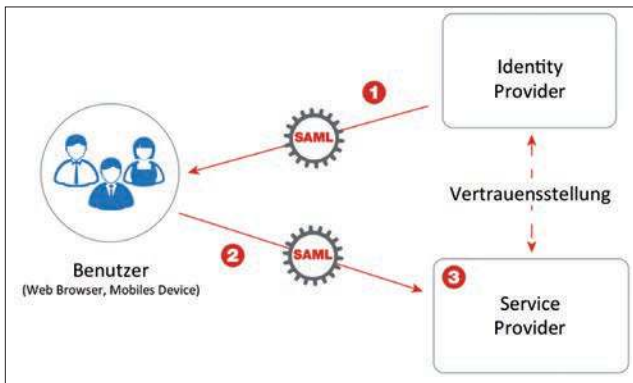 Identity
Provider
1
SAML
Vertrauensstellung
2
SAML
3
Benutzer
(Web Browser, Mobiles Device)
Service
Provider